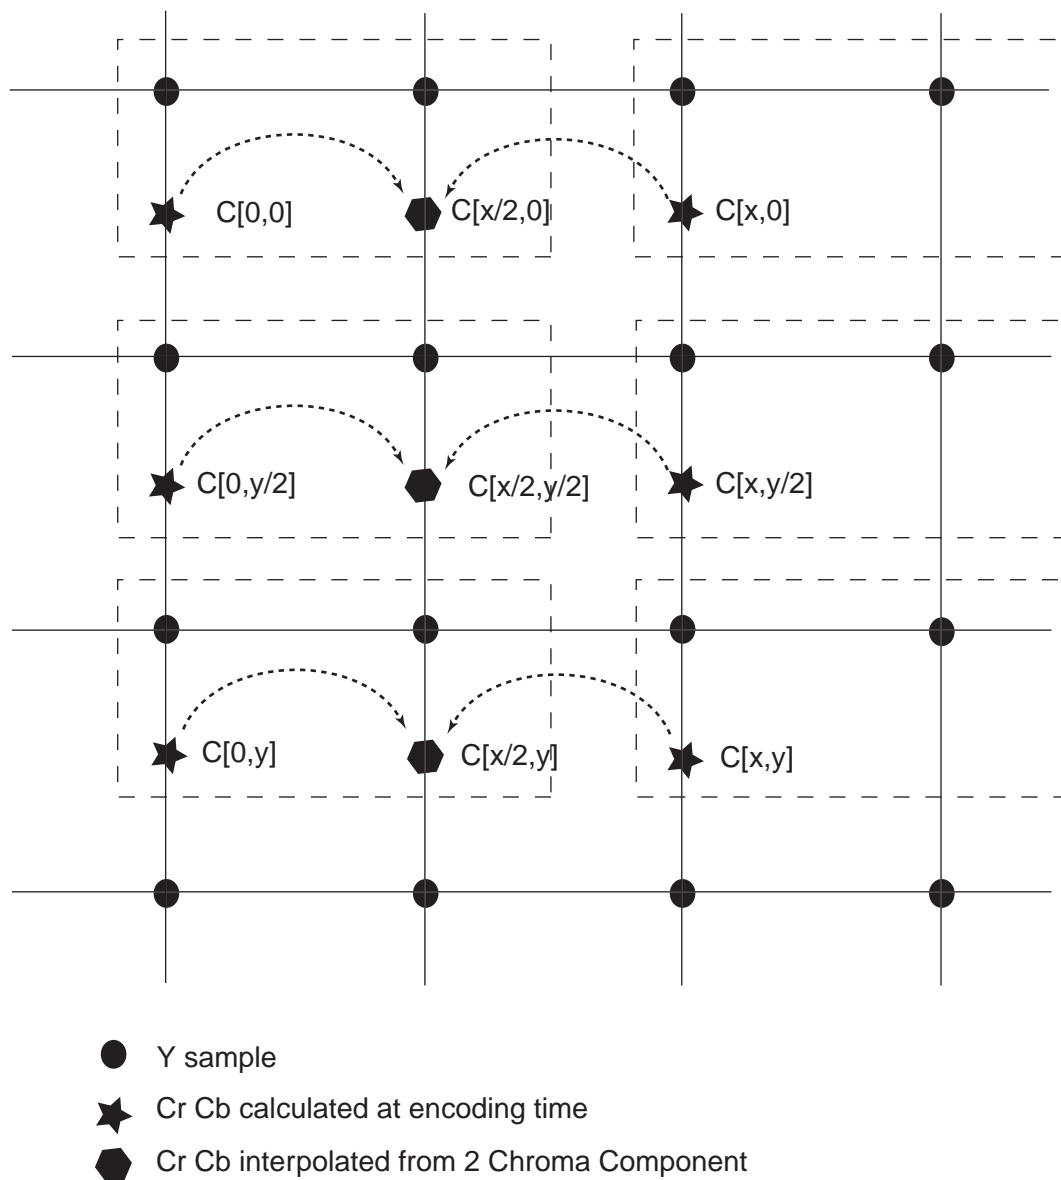 C[0,0]
C[x/2,0]
C[x,0]
C[0,y/2]
C[x/2,y/2]
C[x,y/2]
C[0,y]
C[x/2,y]
C[x,y]
Y sample
Cr Cb calculated at encoding time
Cr Cb interpolated from 2 Chroma Component